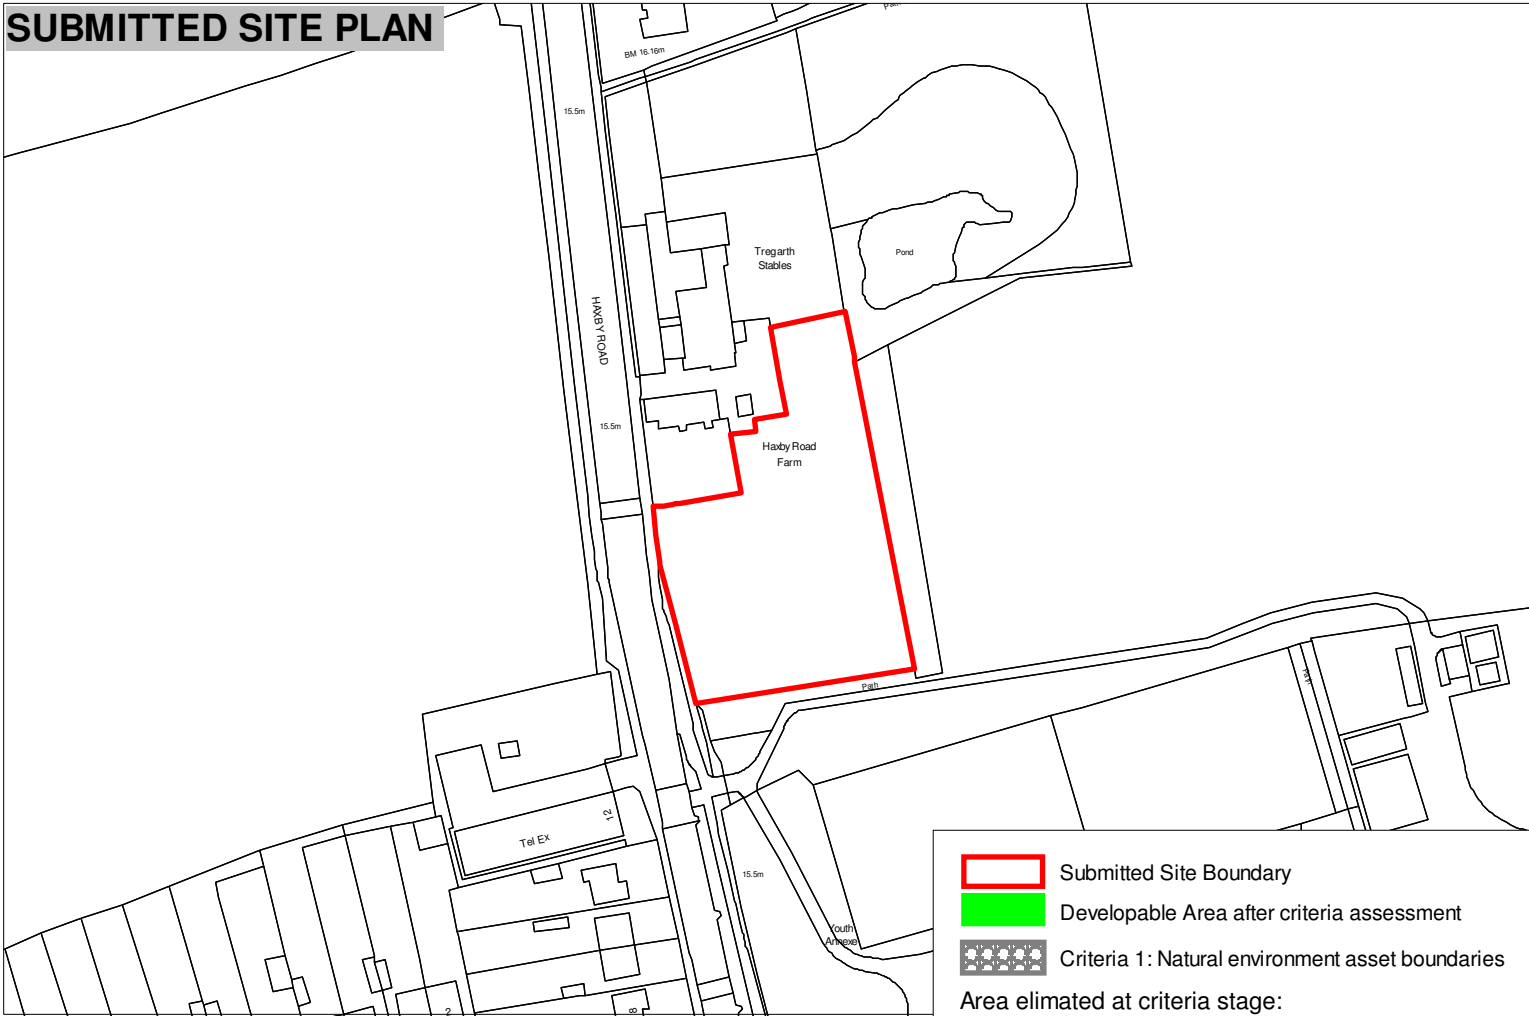 SUBMITTED SITE PLAN
Path
BM 16.16m
15.5m
Tregarth
Stables
Pond
HAXBY ROAD
15.5m
Haxby Road
Farm
Path
Path
12
Tel Ex
15.5m
Youth
Annexe
2
8
Submitted Site Boundary
Developable Area after criteria assessment
Criteria 1: Natural environment asset boundaries
Area elimated at criteria stage: